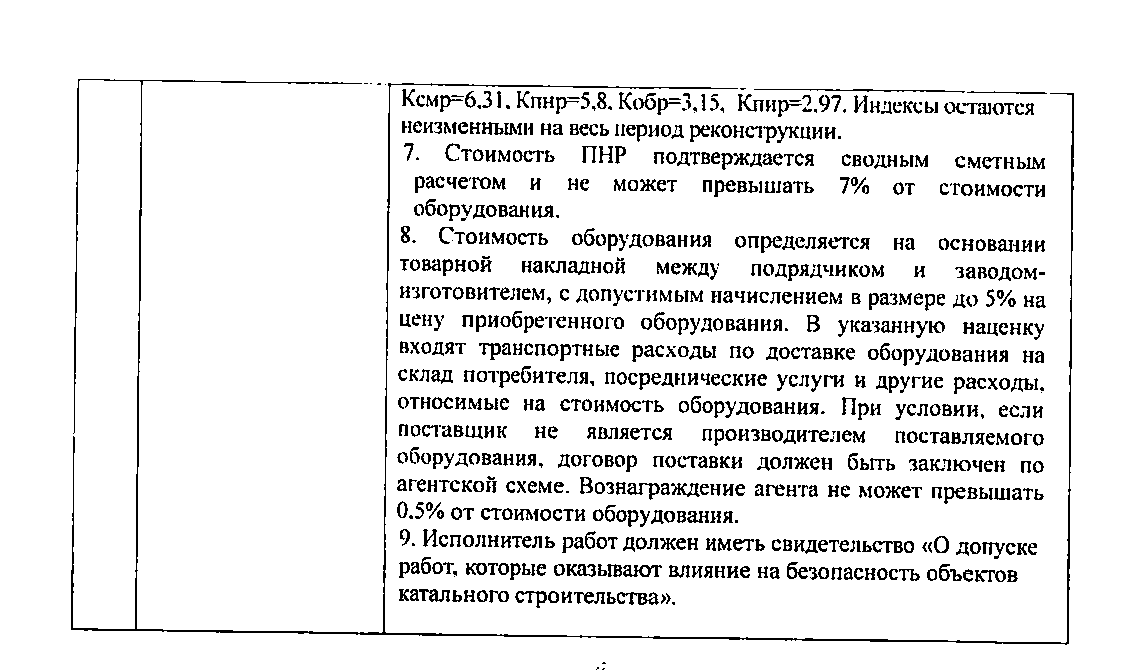 Ксмр=6,31, Кпнр=5,8, Кобр=3,15, Кпир=2,97. Индексы остаются
неизменными на весь период реконструкции.
7. Стоимость ПНР подтверждается сводным сметным
расчетом и не может превышать 7% от стоимости
оборудования.
8. Стоимость оборудования определяется на основании
товарной накладной между подрядчиком и заводом-
изготовителем, с допустимым начислением в размере до 5% на
цену приобретенного оборудования. В указанную наценку
входят транспортные расходы по доставке оборудования на
склад потребителя, посреднические услуги и другие расходы,
относимые на стоимость оборудования. При условии, если
поставщик не является производителем поставляемого
оборудования, договор поставки должен быть заключен по
агентской схеме. Вознаграждение агента не может превышать
0.5% от стоимости оборудования.
9. Исполнитель работ должен иметь свидетельство «О допуске
работ, которые оказывают влияние на безопасность объектов
катального строительства».